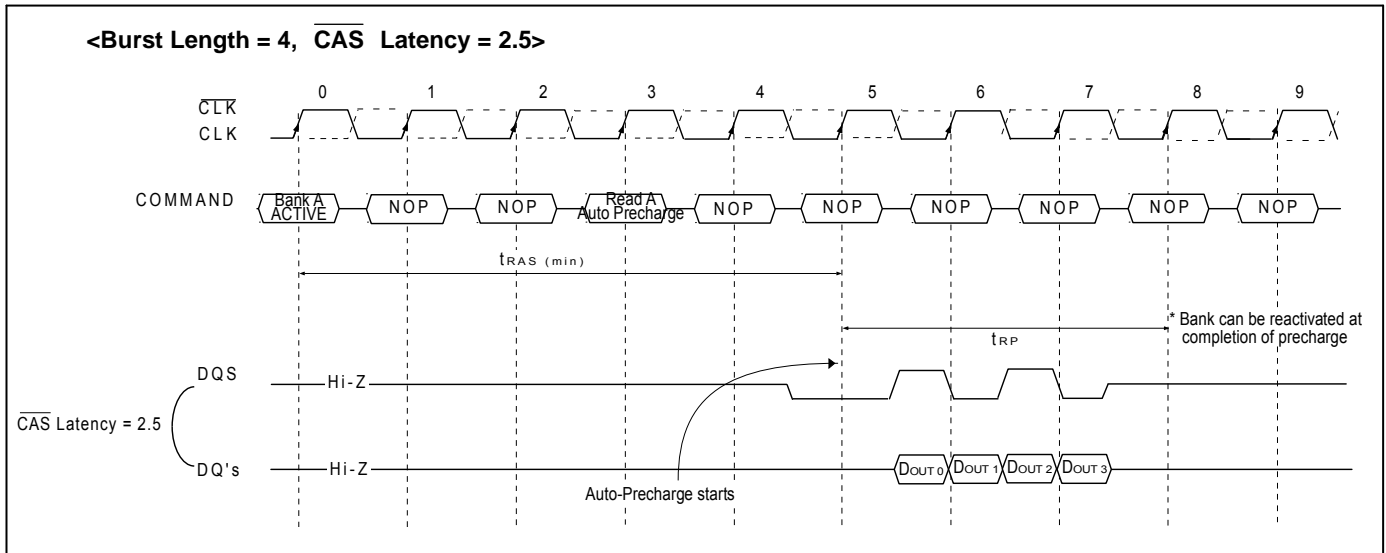 <Burst Length = 4, CAS Latency = 2.5>
0 1 2 3 4 5 6 7 8 9
CLK
CLK
COMMAND
Bank A
ACTIVE
NOP NOP
Read A
Auto Precharge
NOP NOP NOP NOP NOP NOP
tRAS (min)
* Bank can be reactivated at
completion of precharge
tRP
DQS
Hi-Z
CAS Latency = 2.5
DQ's
Hi-Z
DOUT 0 DOUT 1 DOUT 2 DOUT 3
Auto-Precharge starts